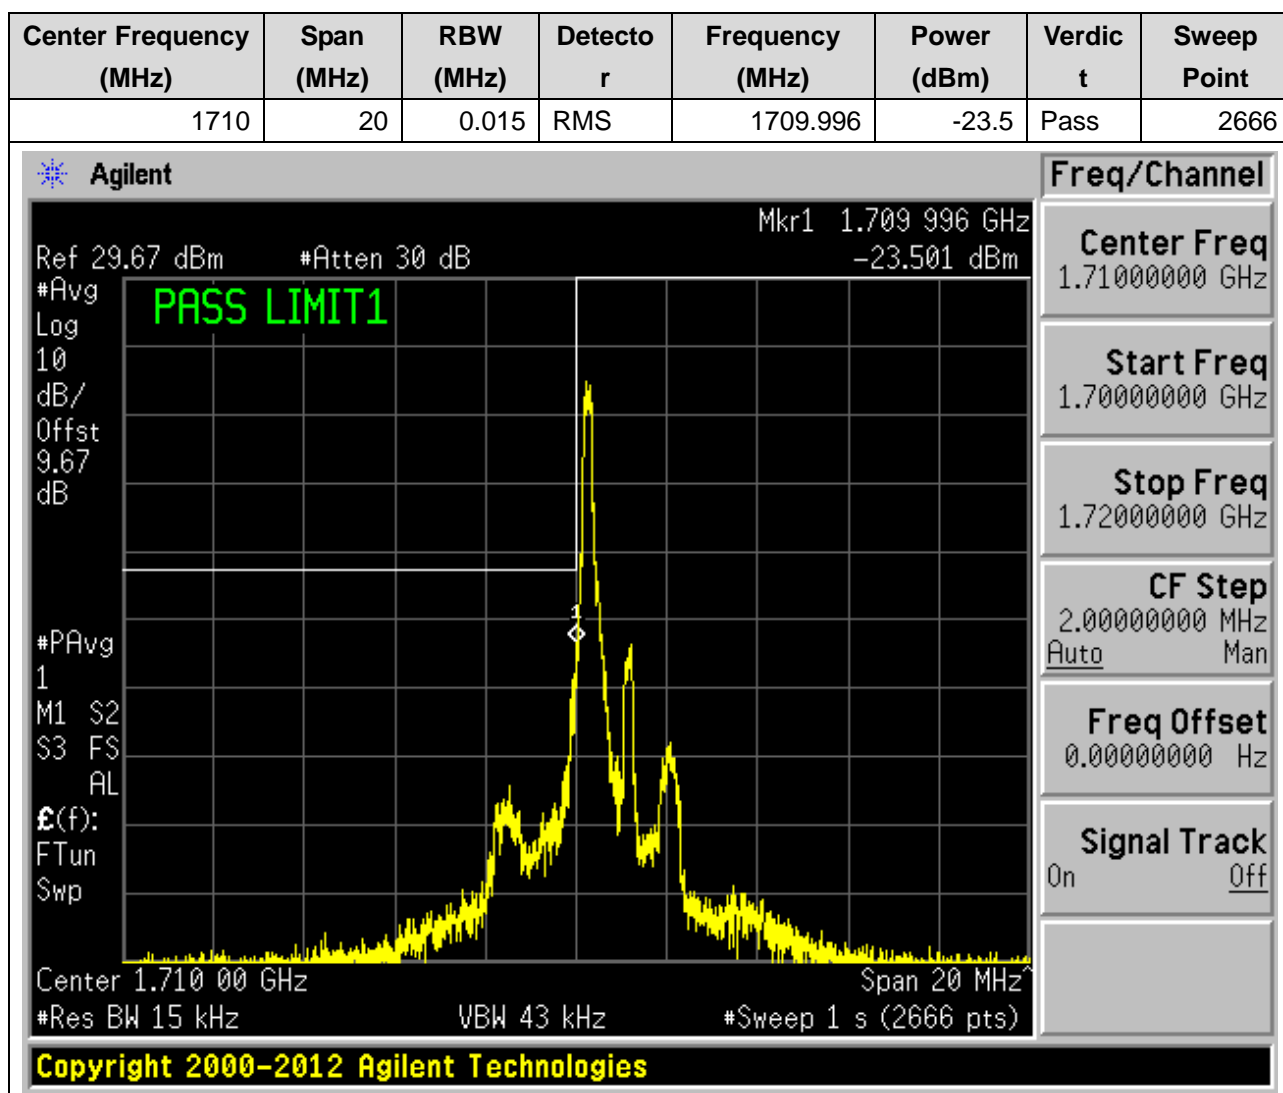 Center Frequency (MHz) Span (MHz) RBW (MHz) Detecto r Frequency (MHz) Power (dBm) Verdic t Sweep Point
1710 20 0.015 RMS 1709.996 -23.5 Pass 2666
Agilent
Freq/Channel
Mkr1 1.709 996 GHz
Ref 29.67 dBm #Atten 30 dB -23.501 dBm
#Avg
Log
10
dB/
Offst
9.67
dB
PASS LIMIT1
1
#PAvg
1
M1 S2
S3 FS
AL
£(f):
FTun
Swp
Center 1.710 00 GHz Span 20 MHz^
#Res BW 15 kHz VBW 43 kHz #Sweep 1 s (2666 pts)
Center Freq
1.71000000 GHz
Start Freq
1.70000000 GHz
Stop Freq
1.72000000 GHz
CF Step
2.00000000 MHz
Auto Man
Freq Offset
0.00000000 Hz
Signal Track
On Off
Copyright 2000-2012 Agilent Technologies